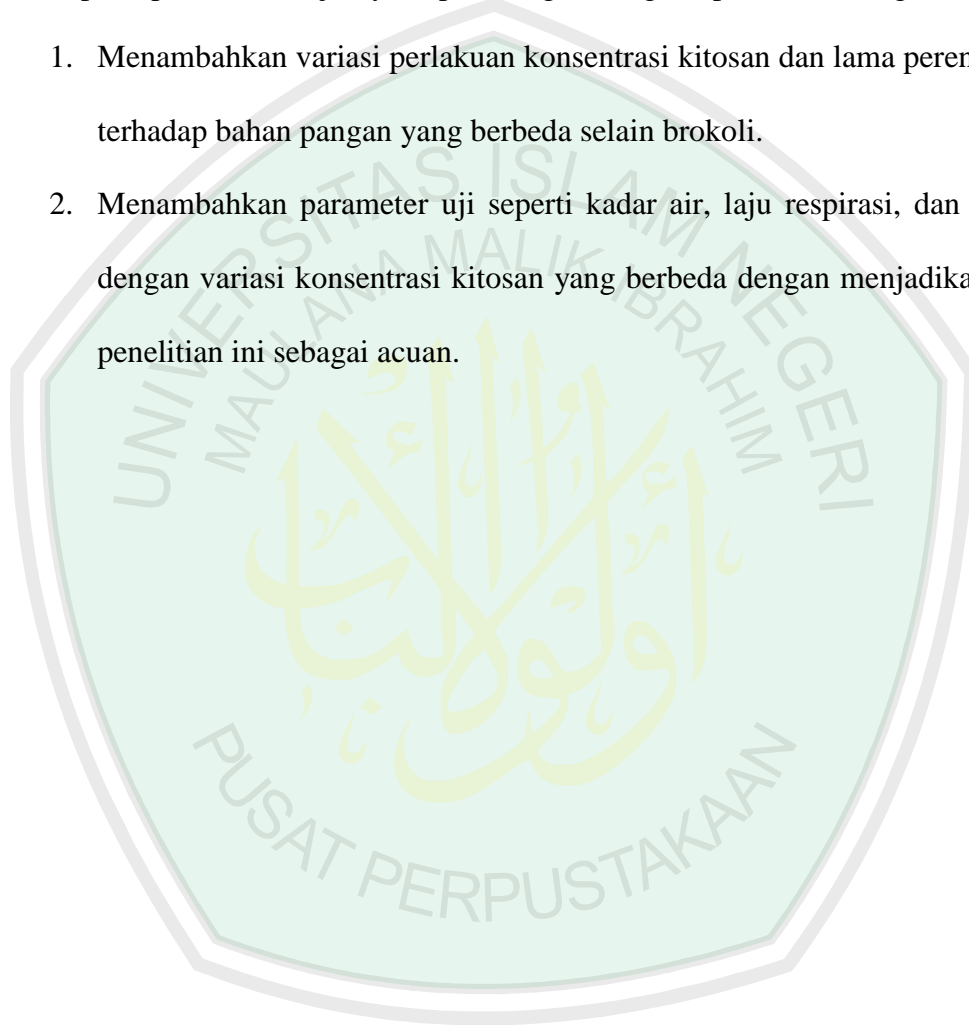 1. Menambahkan variasi perlakuan konsentrasi kitosan dan lama
terhadap bahan pangan yang berbeda selain brokoli.
2. Menambahkan parameter uji seperti kadar air, laju respirasi, dan
dengan variasi konsentrasi kitosan yang berbeda dengan
penelitian ini sebagai acuan.
UNIVERSITAS ISLAM NEGERI
MAULANA MALIK IBRAHIM
PUSAT PERPUSTAKAAN